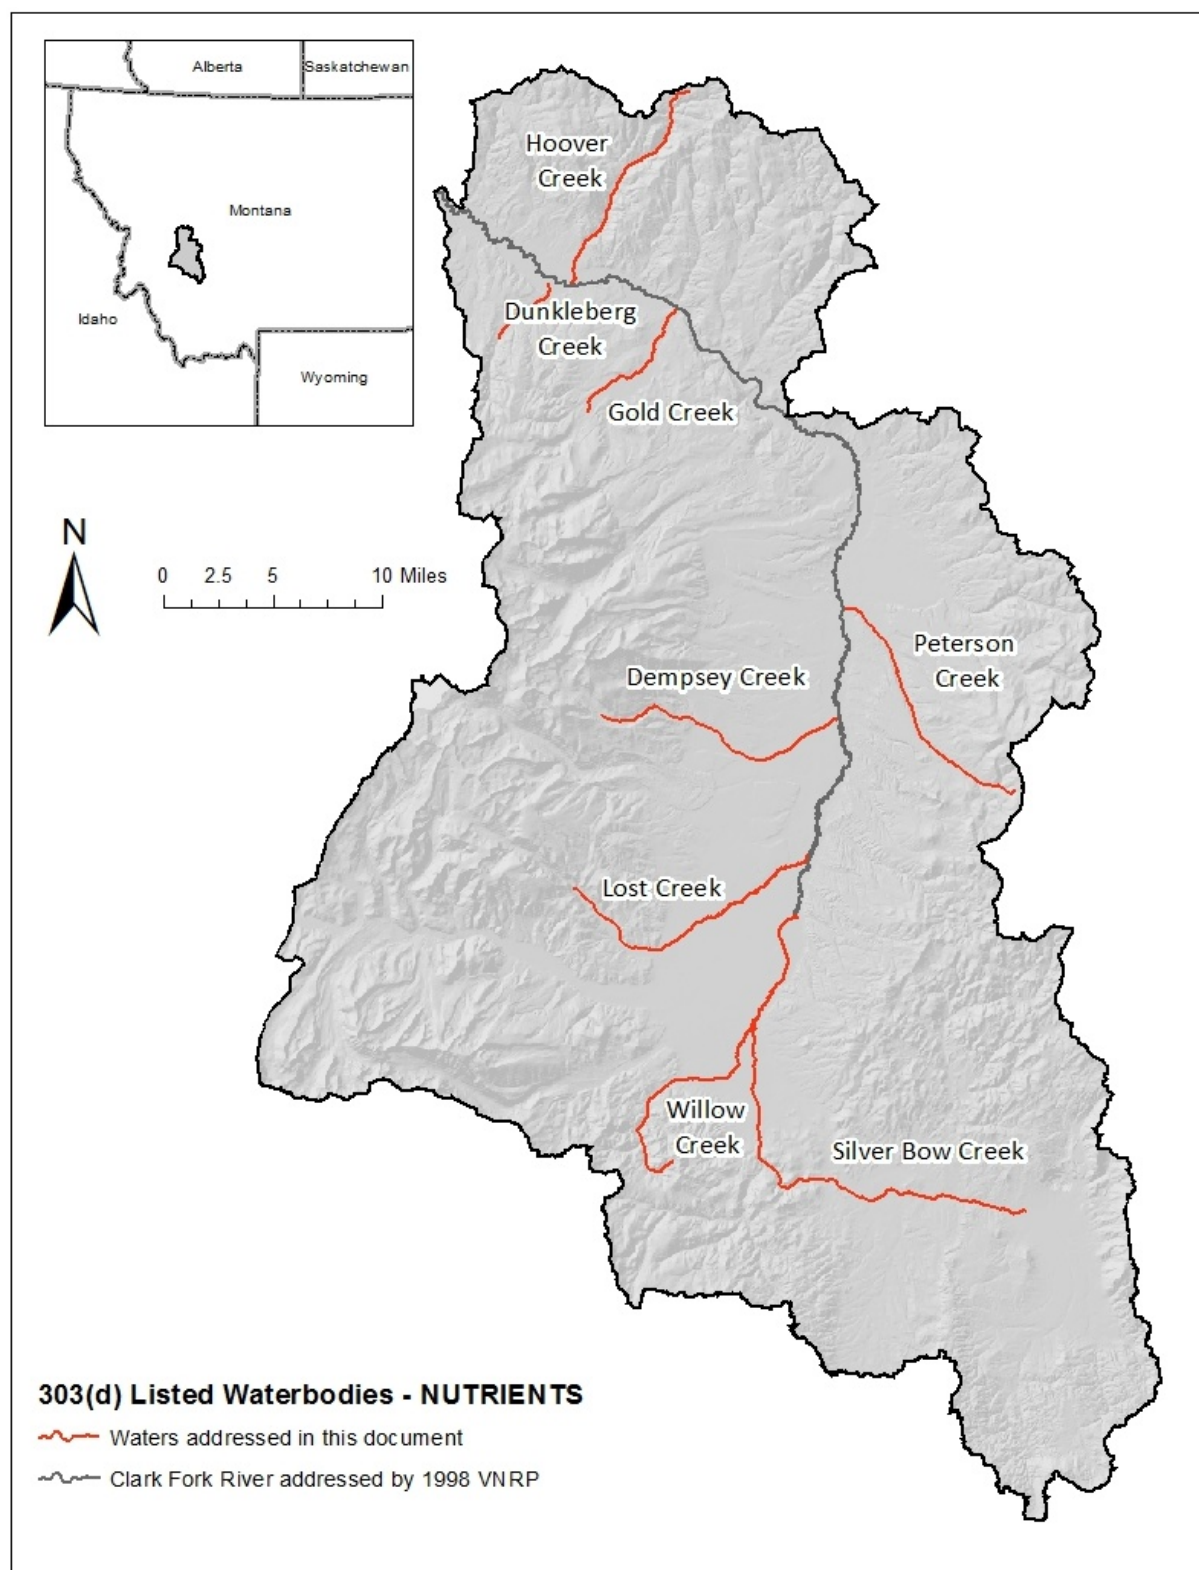 Alberta
Saskatchewan
Montana
Idaho
Wyoming
N
0 2.5 5 10 Miles
Hoover
Creek
Dunkleberg
Creek
Gold Creek
Peterson
Creek
Dempsey Creek
Lost Creek
Willow
Creek
Silver Bow Creek
303(d) Listed Waterbodies - NUTRIENTS
Waters addressed in this document
Clark Fork River addressed by 1998 VNRP